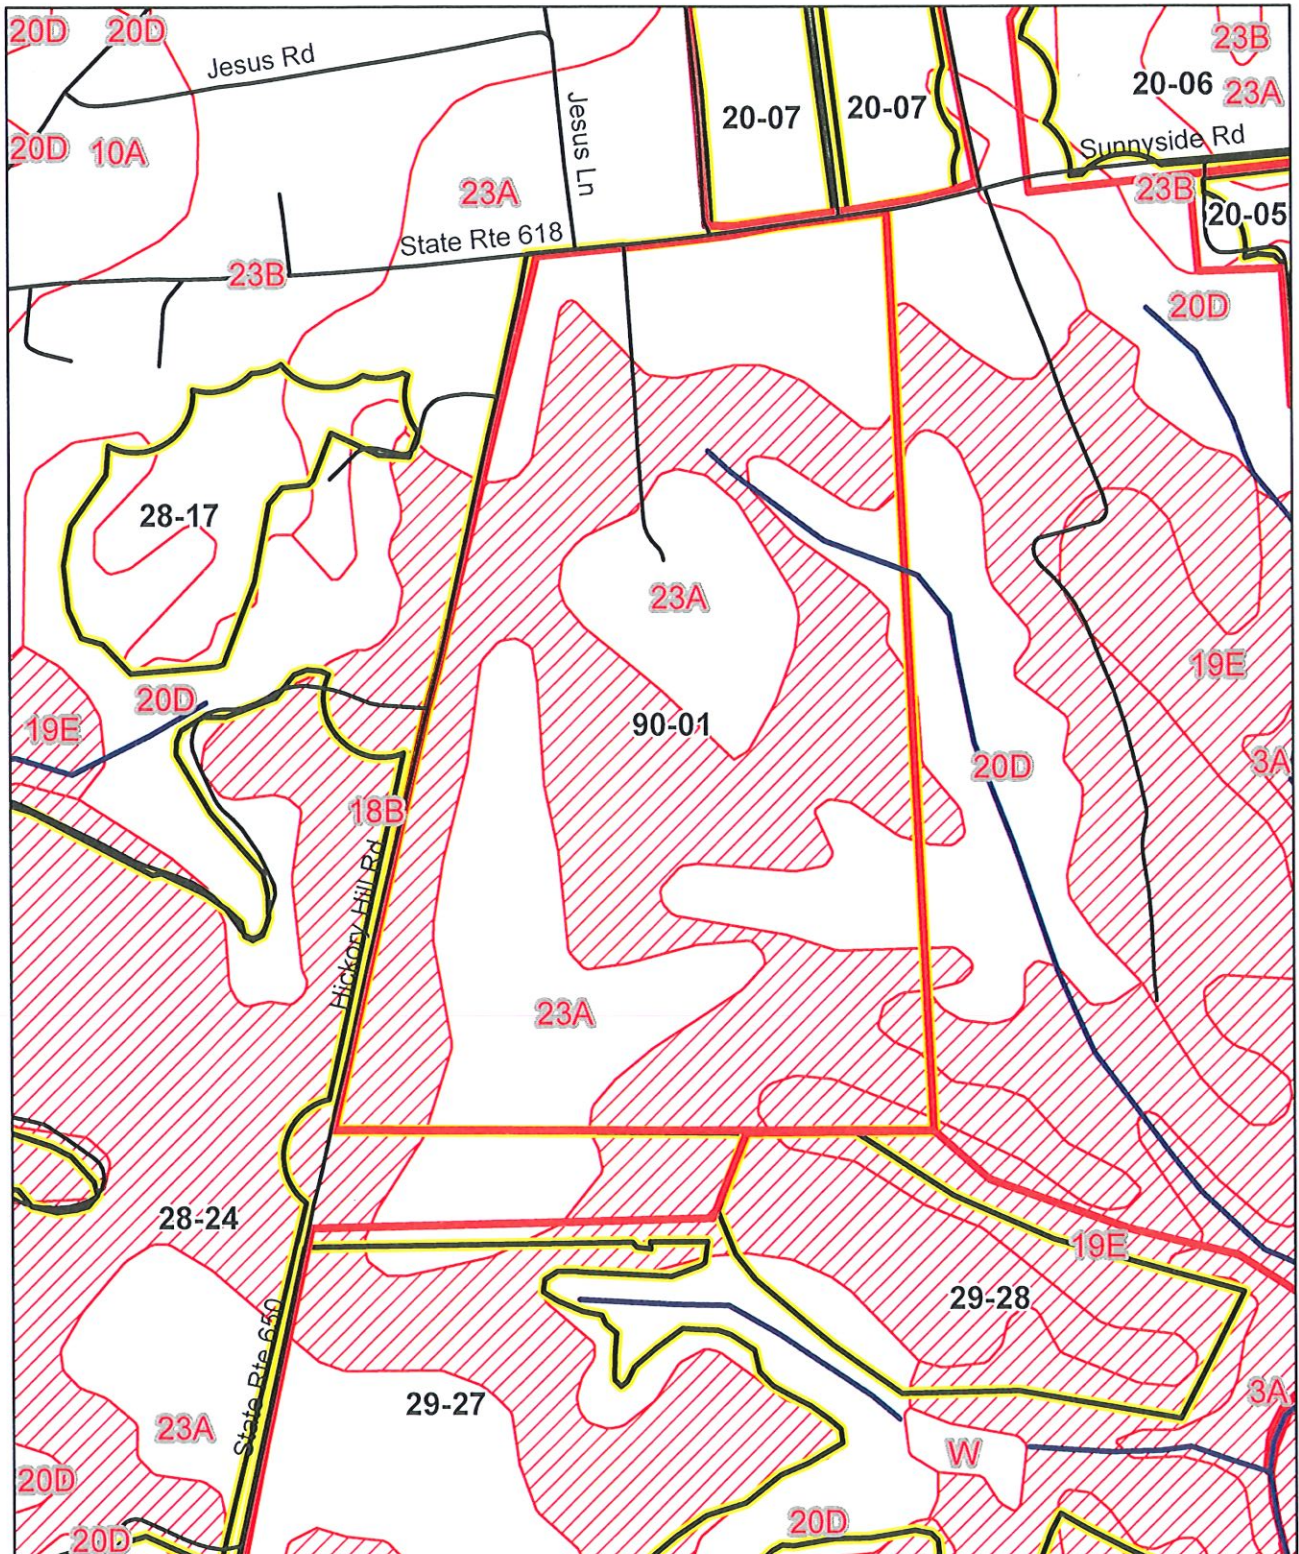 20D
20D
23B
Jesus Rd
20-06
23A
20-07
20-07
Jesus Ln
Sunnyside Rd
20D
10A
23A
23B
20-05
State Rte 618
23B
20D
28-17
23A
19E
20D
19E
90-01
20D
3A
18B
Hickory Hill Rd
23A
28-24
19E
29-28
State Rte 650
29-27
3A
23A
W
20D
20D
20D